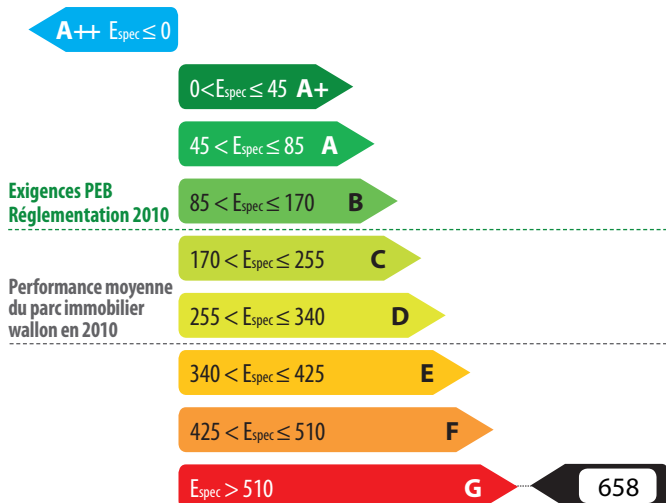 A++ Espec ≤ 0
0 < Espec ≤ 45 A+
45 < Espec ≤ 85 A
Exigences PEB
Réglementation 2010
85 < Espec ≤ 170 B
170 < Espec ≤ 255 C
Performance moyenne
du parc immobilier
wallon en 2010
255 < Espec ≤ 340 D
340 < Espec ≤ 425 E
425 < Espec ≤ 510 F
Espec > 510 G
658